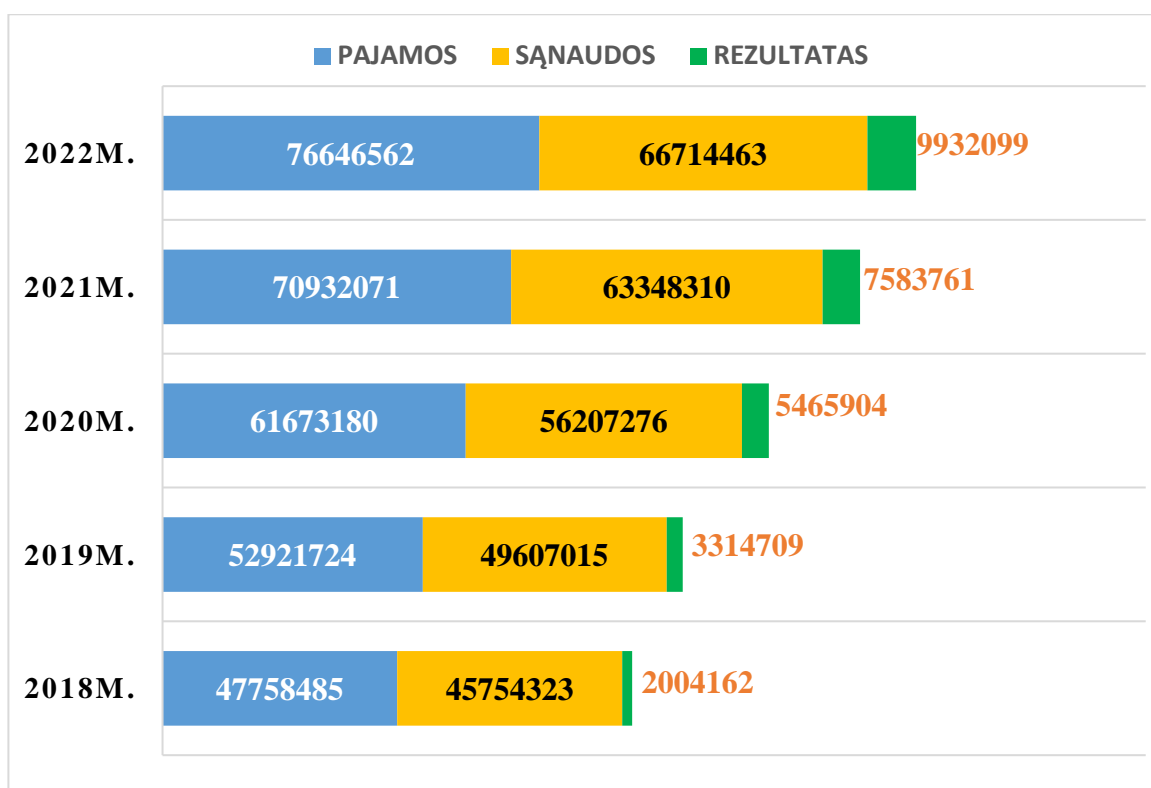 PAJAMOS SĄNAUDOS REZULTATAS
2022M. 76646562 66714463 9932099
2021M. 70932071 63348310 7583761
2020M. 61673180 56207276 5465904
2019M. 52921724 49607015 3314709
2018M. 47758485 45754323 2004162